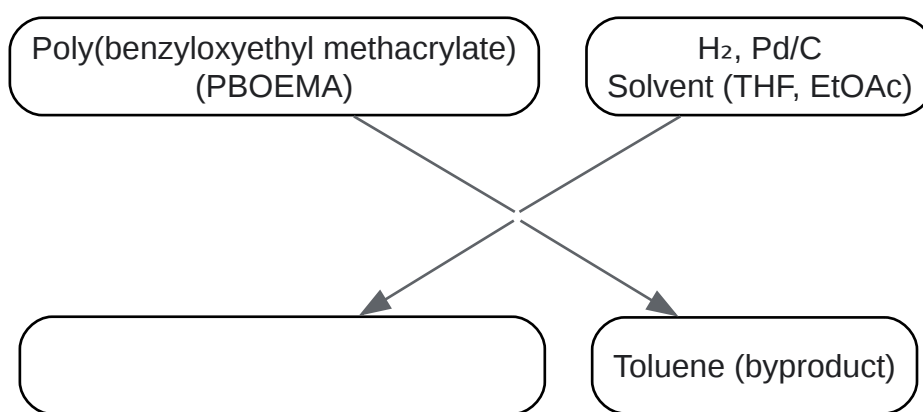 Poly(benzyloxyethyl methacrylate)
(PBOEMA)
H₂, Pd/C
Solvent (THF, EtOAc)
Toluene (byproduct)